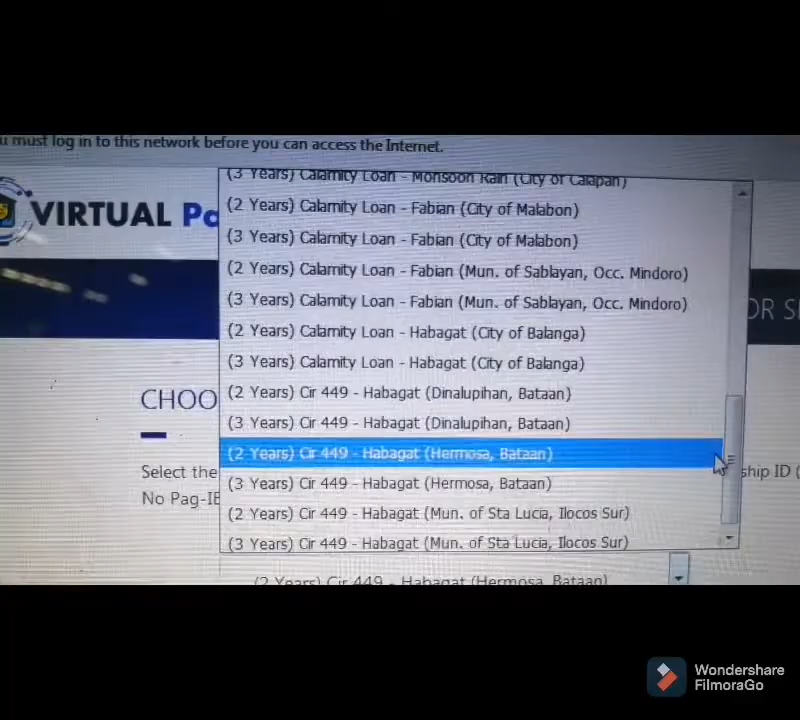 must log in to this network before you can access the Internet.
VIRTUAL
(3 Years) Calamity Loan - Monsoon Rain (City of Calapan)
(2 Years) Calamity Loan - Fabian (City of Malabon)
(3 Years) Calamity Loan - Fabian (City of Malabon)
(2 Years) Calamity Loan - Fabian (Mun. of Sablayan, Occ. Mindoro)
(3 Years) Calamity Loan - Fabian (Mun. of Sablayan, Occ. Mindoro)
(2 Years) Calamity Loan - Habagat (City of Balanga)
(3 Years) Calamity Loan - Habagat (City of Balanga)
(2 Years) Cir 449 - Habagat (Dinalupihan, Bataan)
(3 Years) Cir 449 - Habagat (Dinalupihan, Bataan)
(2 Years) Cir 449 - Habagat (Hermosa, Bataan)
(3 Years) Cir 449 - Habagat (Hermosa, Bataan)
(2 Years) Cir 449 - Habagat (Mun. of Sta Lucia, Ilocos Sur)
(3 Years) Cir 449 - Habagat (Mun. of Sta Lucia, Ilocos Sur)
(2 Years) Cir 449 - Habagat (Hermosa, Bataan)
CHOO
Select the
No Pag-IB
ship ID (
OR S
Wondershare
FilmoraGo